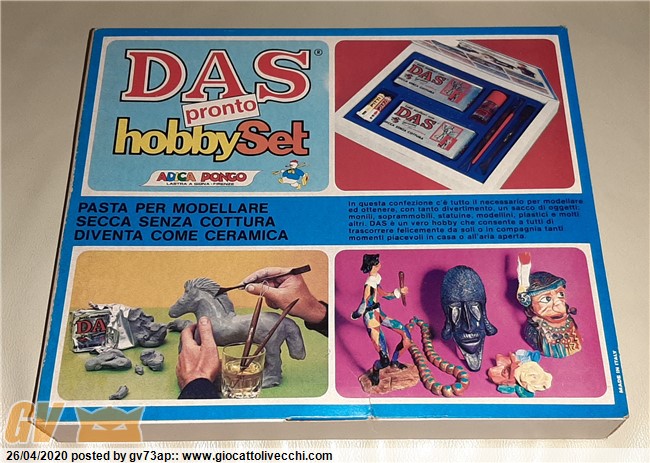 DAS®
pronto
hobbySet
ADICA PONGO
LASTRA A SIGNA - FIRENZE
DAS
DAS
PASTA PER MODELLARE
SECCA SENZA COTTURA
DIVENTA COME CERAMICA
In questa confezione c'è tutto il necessario per modellare
ed ottenere, con tanto divertimento, un sacco di oggetti,
monili, soprammobili, statuine, modellini, plastici e molti
altri. DAS è un vero hobby che consente a tutti di
trascorrere felicemente da soli o in compagnia tanti
momenti piacevoli in casa o all'aria aperta.
DA
MADE IN ITALY
GV
26/04/2020 posted by gv73ap:: www.giocattolivecchi.com